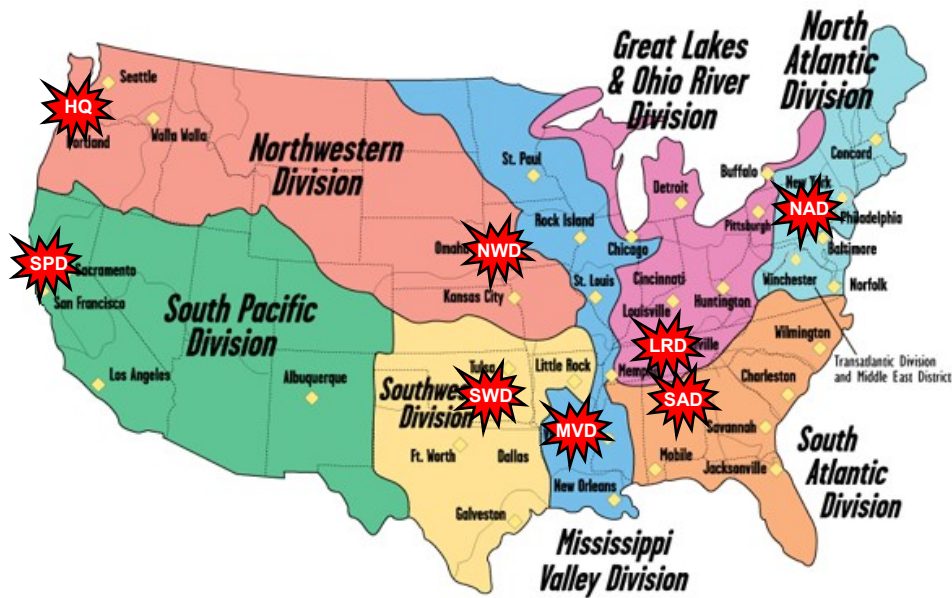 North
Atlantic
Division
Great Lakes
& Ohio River
Division
Seattle
HQ
Portland
Walla Walla
Northwestern
Division
St. Paul
Concord
Buffalo
New York
Detroit
NAD
Philadelphia
Pittsburgh
Rock Island
Chicago
Baltimore
NWD
SPD
Sacramento
San Francisco
Winchester
Norfolk
Cincinnati
St. Louis
Huntington
Kansas City
Louisville
South Pacific
Division
LRD
Wilmington
Transatlantic Division
and Middle East District
Tulsa
Little Rock
Los Angeles
Albuquerque
Charleston
SWD
SAD
Division
MVD
Savannah
Ft. Worth
Dallas
Mobile
Jacksonville
South
Atlantic
Division
New Orleans
Galveston
Mississippi
Valley Division